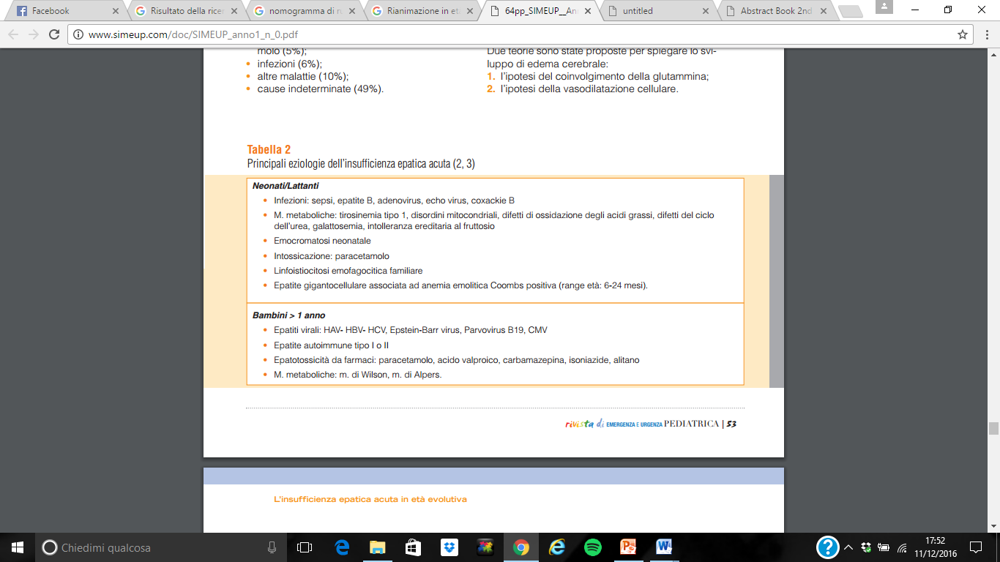 Facebook
Risultato della ricer
nomogramma di ru
Rianimazione in eta
64pp_SIMEUP__An
untitled
Abstract Book 2nd
www.simeup.com/doc/SIMEUP_anno1_n_0.pdf
molo (5%);
• infezioni (6%);
• altre malattie (10%);
• cause indeterminate (49%).
Due teorie sono state proposte per spiegare lo svi-
luppo di edema cerebrale:
1. l'ipotesi del coinvolgimento della glutammina;
2. l'ipotesi della vasodilatazione cellulare.
Tabella 2
Principali eziologie dell'insufficienza epatica acuta (2, 3)
Neonati/Lattanti
• Infezioni: sepsi, epatite B, adenovirus, echo virus, coxackie B
• M. metaboliche: tirosinemia tipo 1, disordini mitocondriali, difetti di ossidazione degli acidi grassi, difetti del ciclo
dell'urea, galattosemia, intolleranza ereditaria al fruttosio
• Emocromatosi neonatale
• Intossicazione: paracetamolo
• Linfoistiocitosi emofagocitica familiare
• Epatite gigantocellulare associata ad anemia emolitica Coombs positiva (range età: 6-24 mesi).
Bambini > 1 anno
• Epatiti virali: HAV- HBV- HCV, Epstein-Barr virus, Parvovirus B19, CMV
• Epatite autoimmune tipo I o II
• Epatotossicità da farmaci: paracetamolo, acido valproico, carbamazepina, isoniazide, alitano
• M. metaboliche: m. di Wilson, m. di Alpers.
rivista di EMERGENZA E URGENZA PEDIATRICA | 53
L'insufficienza epatica acuta in età evolutiva
Chiedimi qualcosa
17:52
11/12/2016